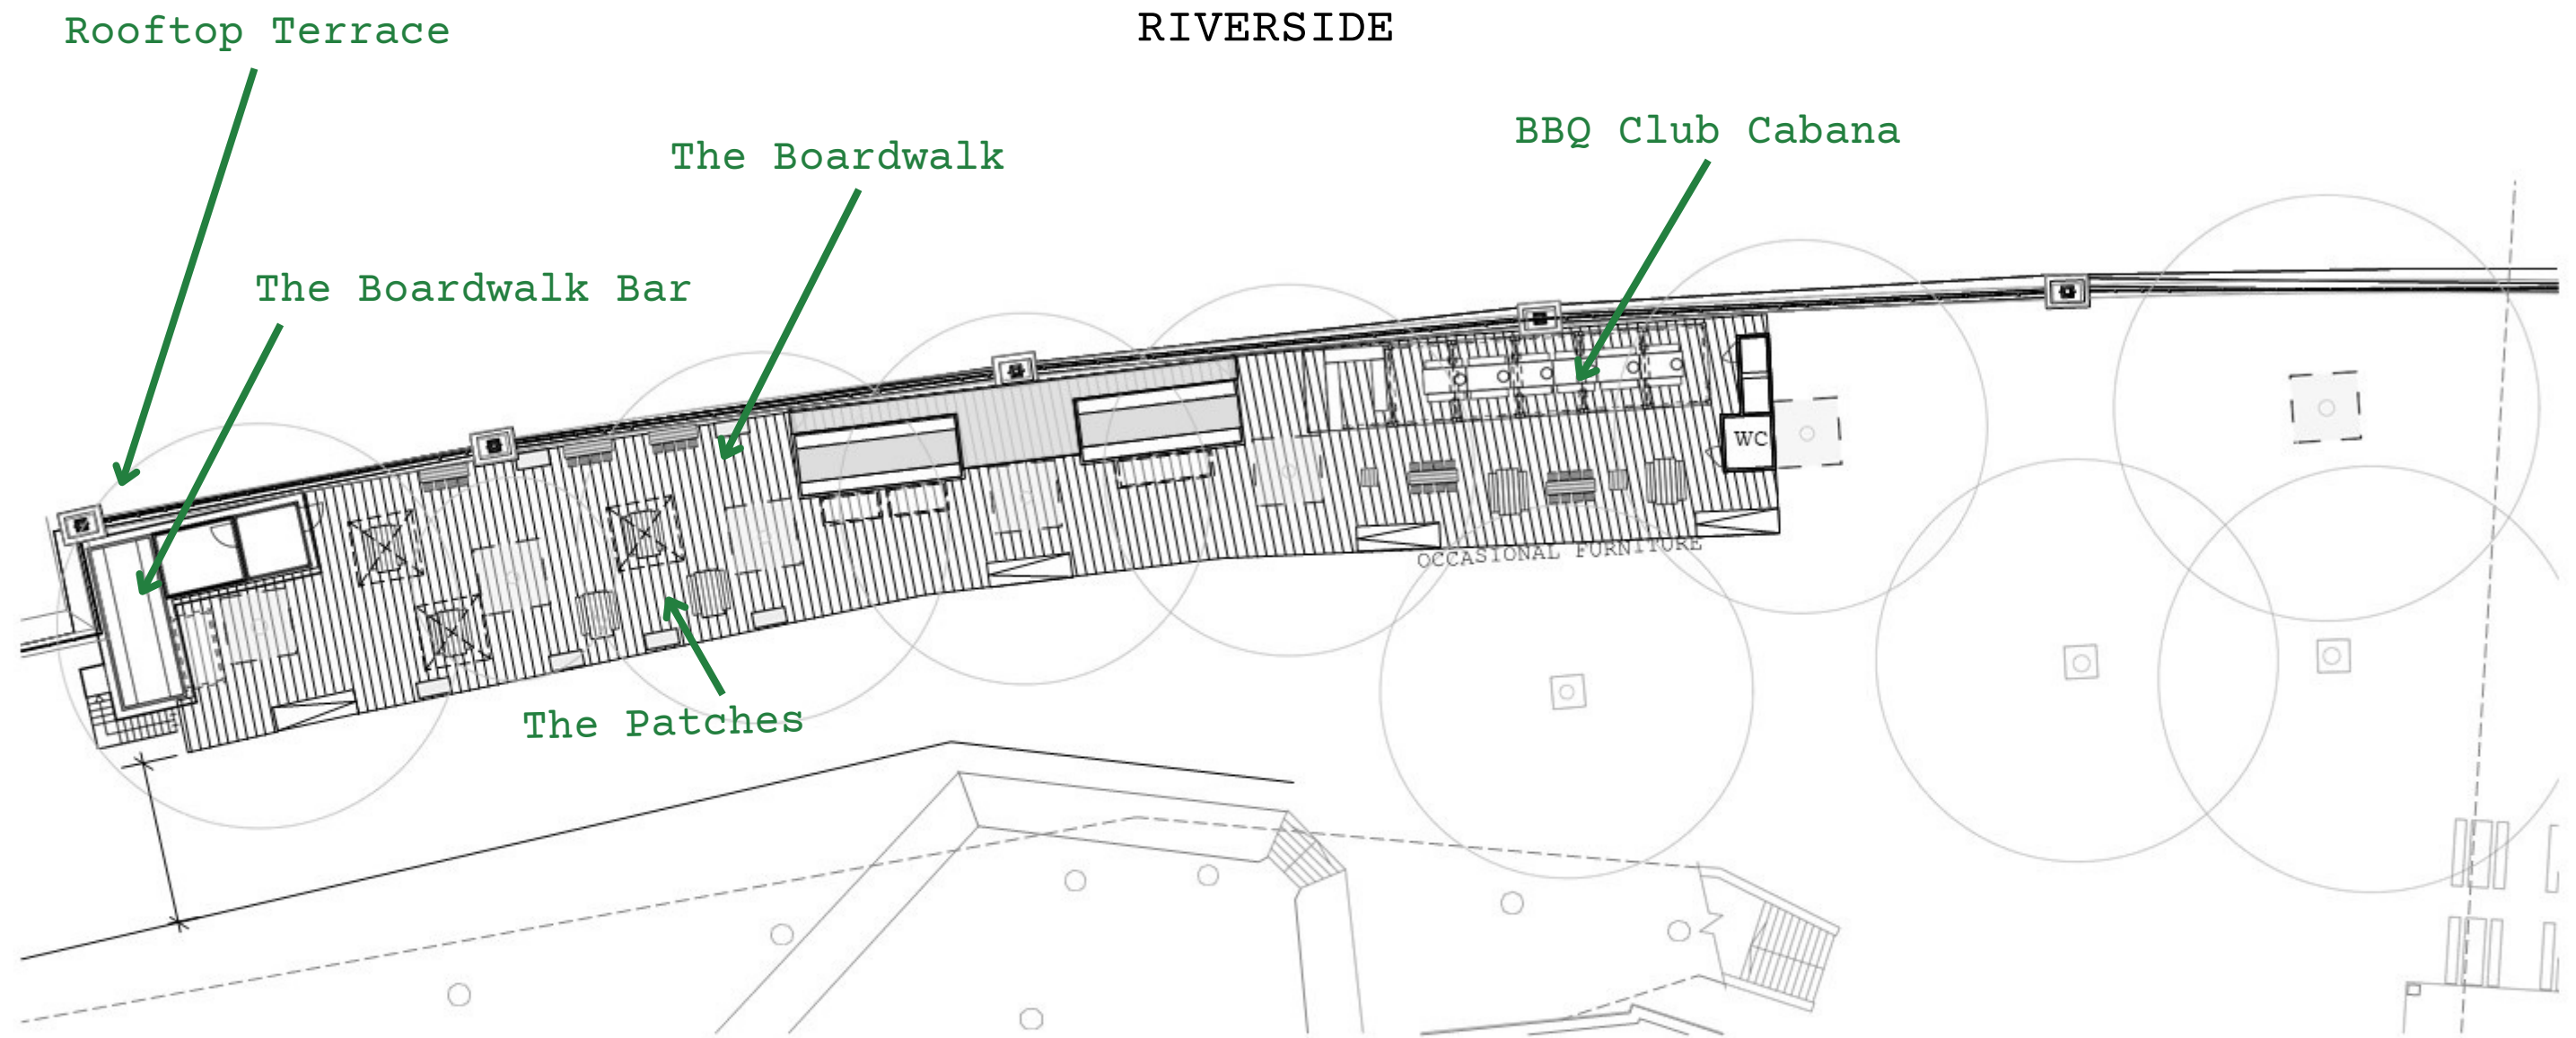 Rooftop Terrace
RIVERSIDE
The Boardwalk
BBQ Club Cabana
The Boardwalk Bar
WC
OCCASIONAL FURNITURE
The Patches